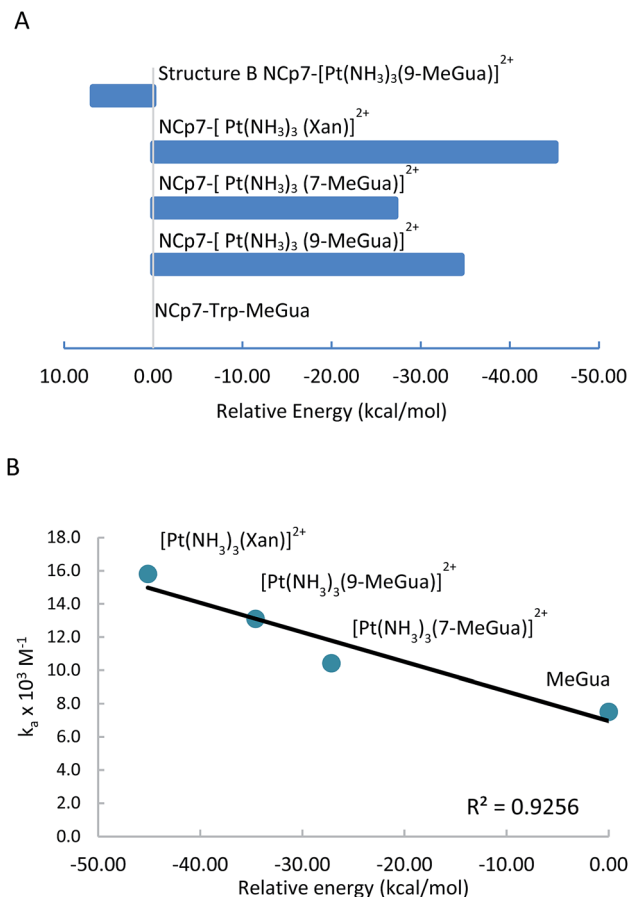 A
Structure B NCp7-[Pt(NH₃)₃(9-MeGua)]²⁺
NCp7-[ Pt(NH₃)₃ (Xan)]²⁺
NCp7-[ Pt(NH₃)₃ (7-MeGua)]²⁺
NCp7-[ Pt(NH₃)₃ (9-MeGua)]²⁺
NCp7-Trp-MeGua
10.00 0.00 -10.00 -20.00 -30.00 -40.00 -50.00
Relative Energy (kcal/mol)
B
kₐ x 10³ M⁻¹
18.0
16.0
14.0
12.0
10.0
8.0
6.0
4.0
2.0
0.0
[Pt(NH₃)₃(Xan)]²⁺
[Pt(NH₃)₃(9-MeGua)]²⁺
[Pt(NH₃)₃(7-MeGua)]²⁺
MeGua
R² = 0.9256
-50.00 -40.00 -30.00 -20.00 -10.00 0.00
Relative energy (kcal/mol)